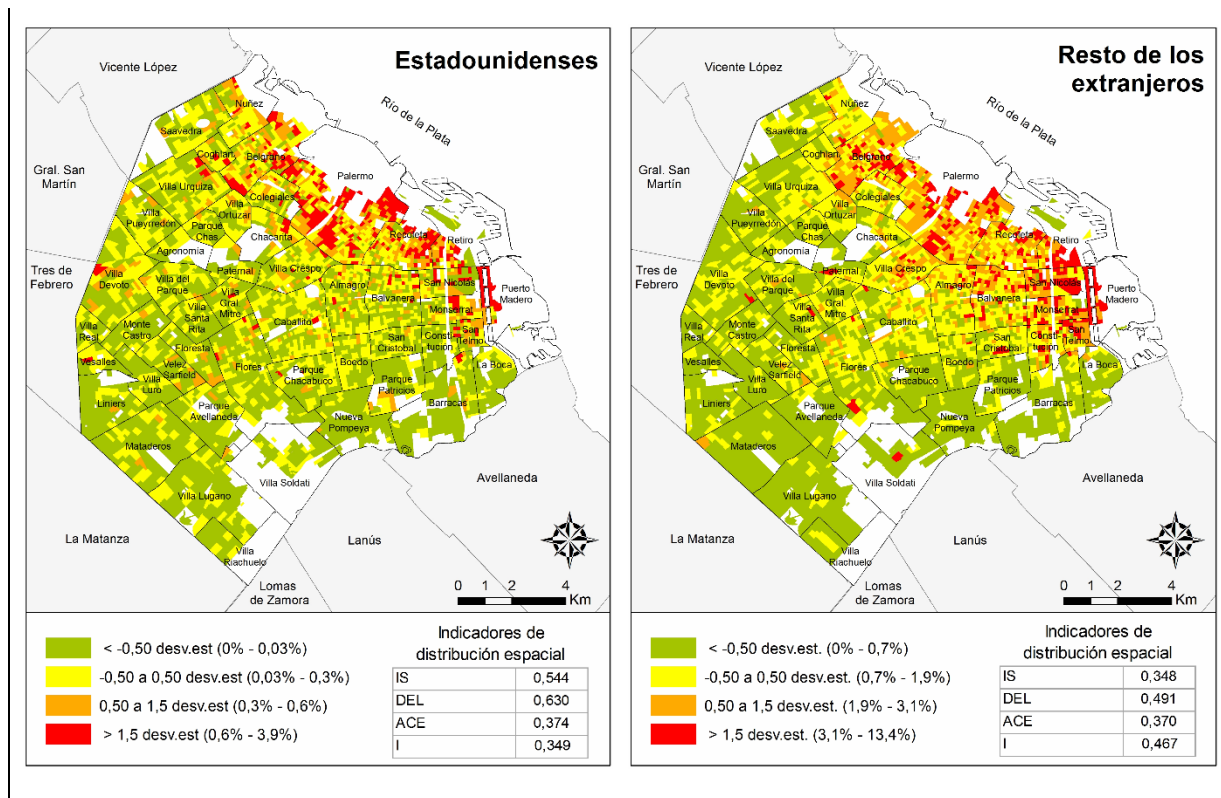 Estadounidenses
Vicente López
Río de la Plata
Nuñez
Saavedra
Coghlan
Belgrano
Gral. San
Martín
Villa Urquiza
Palermo
Colegiales
Villa
Ortuzar
Villa
Pueyrredón
Parque
Chas
Chacarita
Recoleta
Retiro
Agronomía
Tres de
Febrero
Villa
Devoto
Paternal
Villa Crespo
Villa del
Parque
Almagro
San Nicolás
Puerto
Madero
Balvanera
Villa
Gral
Mitre
Villa
Santa
Rita
Monserrat
Villa
Real
Monte
Castro
Caballito
San
Telmo
Consti-
tución
San
Cristobal
Floresta
Versalles
Velez
Sarfield
Flores
Boedo
La Boca
Parque
Chacabuco
Villa
Luro
Parque
Patricios
Liniers
Parque
Avellaneda
Barracas
Nueva
Pompeya
Mataderos
Villa Soldati
Avellaneda
Villa Lugano
La Matanza
Lanús
Villa
Riachuelo
Lomas
de Zamora
0 1 2 4
Km
< -0,50 desv.est (0% - 0,03%)
-0,50 a 0,50 desv.est (0,03% - 0,3%)
0,50 a 1,5 desv.est (0,3% - 0,6%)
> 1,5 desv.est (0,6% - 3,9%)
Indicadores de
distribución espacial
IS 0,544
DEL 0,630
ACE 0,374
I 0,349
Resto de los
extranjeros
Vicente López
Río de la Plata
Nuñez
Saavedra
Coghlan
Belgrano
Gral. San
Martín
Villa Urquiza
Palermo
Colegiales
Villa
Ortuzar
Villa
Pueyrredón
Parque
Chas
Chacarita
Recoleta
Retiro
Agronomía
Tres de
Febrero
Villa
Devoto
Paternal
Villa Crespo
Villa del
Parque
Almagro
San Nicolás
Puerto
Madero
Balvanera
Villa
Gral
Mitre
Villa
Santa
Rita
Monserrat
Villa
Real
Monte
Castro
Caballito
San
Telmo
Consti-
tución
San
Cristobal
Floresta
Versalles
Velez
Sarfield
Flores
Boedo
La Boca
Parque
Chacabuco
Villa
Luro
Parque
Patricios
Liniers
Parque
Avellaneda
Barracas
Nueva
Pompeya
Mataderos
Villa Soldati
Avellaneda
Villa Lugano
La Matanza
Lanús
Villa
Riachuelo
Lomas
de Zamora
0 1 2 4
Km
< -0,50 desv.est. (0% - 0,7%)
-0,50 a 0,50 desv.est. (0,7% - 1,9%)
0,50 a 1,5 desv.est. (1,9% - 3,1%)
> 1,5 desv.est. (3,1% - 13,4%)
Indicadores de
distribución espacial
IS 0,348
DEL 0,491
ACE 0,370
I 0,467